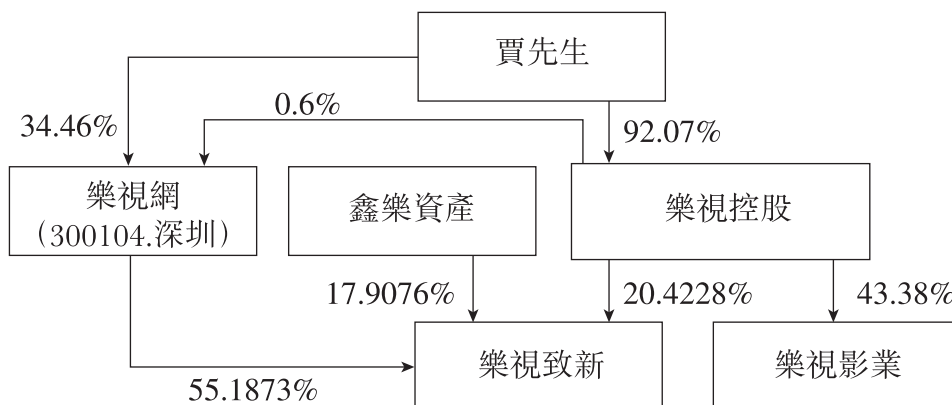 賈先生
0.6%
34.46%
92.07%
樂視網
（300104.深圳）
鑫樂資產
樂視控股
17.9076%
20.4228%
43.38%
樂視致新
樂視影業
55.1873%